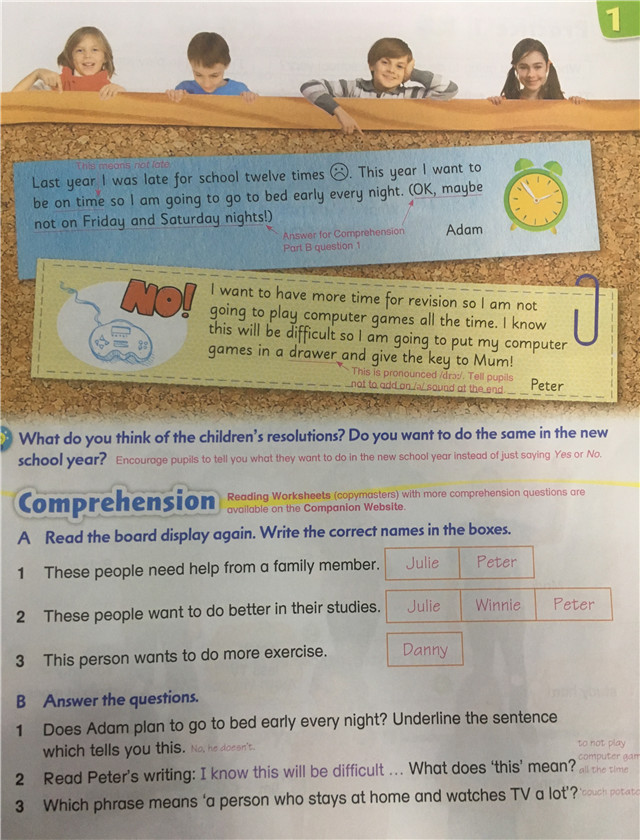 1
This means not late.
Last year I was late for school twelve times ☹. This year I want to
be on time so I am going to go to bed early every night. (OK, maybe
not on Friday and Saturday nights!)
Answer for Comprehension
Part B question 1
Adam
NO!
I want to have more time for revision so I am not
going to play computer games all the time. I know
this will be difficult so I am going to put my computer
games in a drawer and give the key to Mum!
This is pronounced /drɔː/. Tell pupils
not to add an /ə/ sound at the end.
Peter
What do you think of the children's resolutions? Do you want to do the same in the new
school year? Encourage pupils to tell you what they want to do in the new school year instead of just saying Yes or No.
Comprehension
Reading Worksheets (copymasters) with more comprehension questions are
available on the Companion Website.
A Read the board display again. Write the correct names in the boxes.
1 These people need help from a family member. Julie Peter
2 These people want to do better in their studies. Julie Winnie Peter
3 This person wants to do more exercise. Danny
B Answer the questions.
1 Does Adam plan to go to bed early every night? Underline the sentence
which tells you this. No, he doesn't.
to not play
computer gam
2 Read Peter's writing: I know this will be difficult ... What does 'this' mean? all the time
3 Which phrase means 'a person who stays at home and watches TV a lot'? 'couch potato